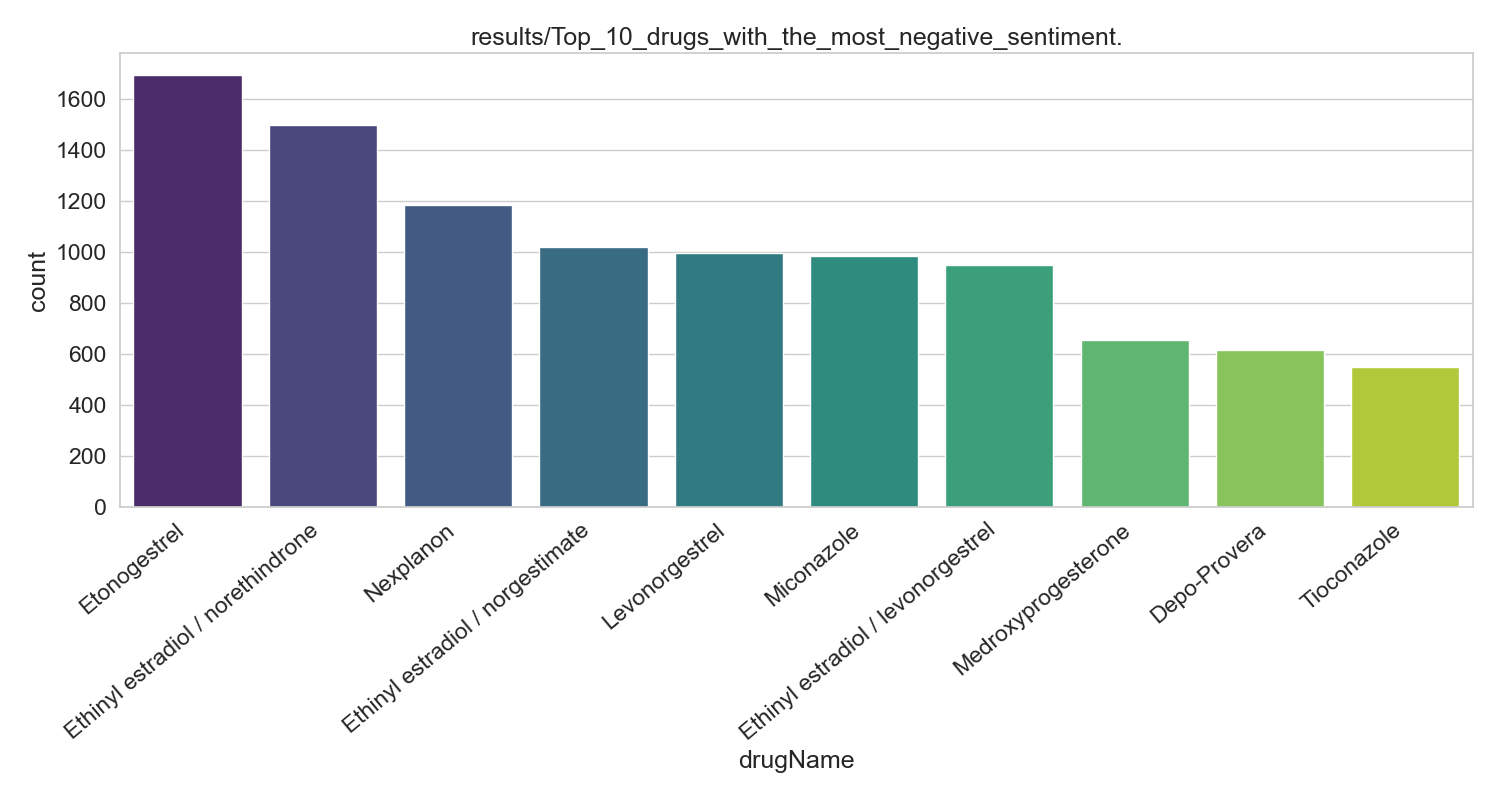 results/Top_10_drugs_with_the_most_negative_sentiment.
count
1600
1400
1200
1000
800
600
400
200
0
Etonogestrel
Ethinyl estradiol / norethindrone
Nexplanon
Ethinyl estradiol / norgestimate
Levonorgestrel
Miconazole
Ethinyl estradiol / levonorgestrel
Medroxyprogesterone
Depo-Provera
Tioconazole
drugName